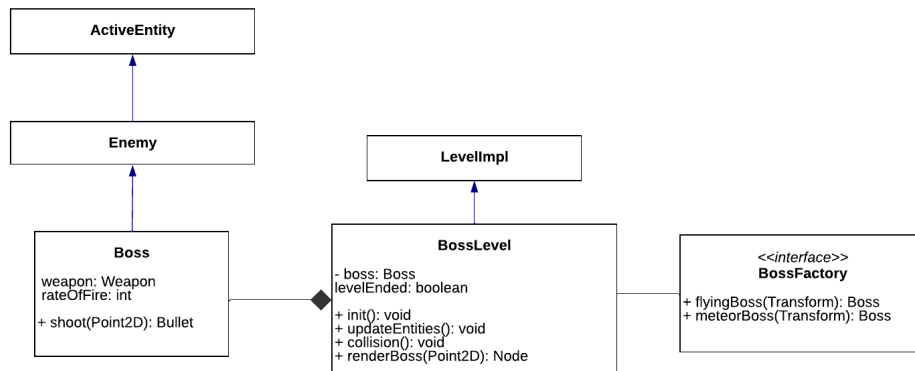 ActiveEntity
Enemy
LevelImpl
Boss
weapon: Weapon
rateOfFire: int
+ shoot(Point2D): Bullet
BossLevel
- boss: Boss
levelEnded: boolean
+ init(): void
+ updateEntities(): void
+ collision(): void
+ renderBoss(Point2D): Node
<<interface>>
BossFactory
+ flyingBoss(Transform): Boss
+ meteorBoss(Transform): Boss